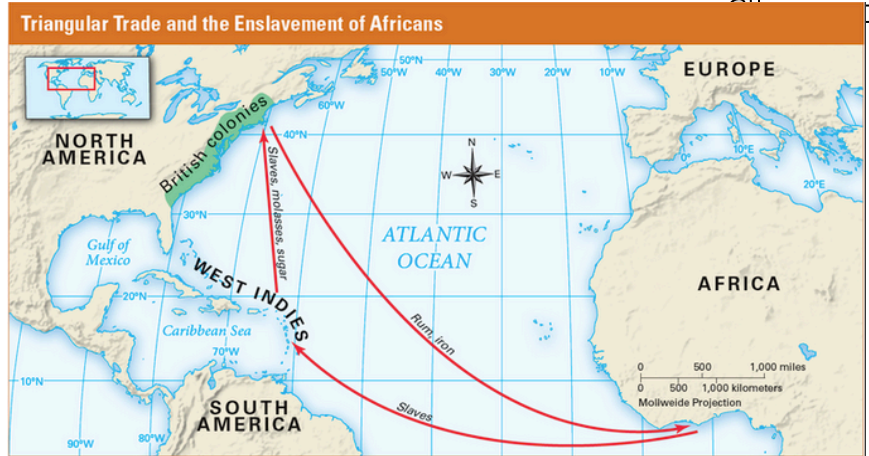 Triangular Trade and the Enslavement of Africans
50°N
50°W
40°W
30°W
20°W
10°W
EUROPE
60°W
British colonies
40°N
NORTH
AMERICA
N
W
E
S
0°
10°E
20°E
Slaves, molasses, sugar
30°N
Gulf of
Mexico
ATLANTIC
OCEAN
WEST INDIES
AFRICA
20°N
Caribbean Sea
70°W
Rum, iron
0 500 1,000 miles
0 500 1,000 kilometers
Mollweide Projection
10°N
SOUTH
AMERICA
Slaves
90°W
80°W